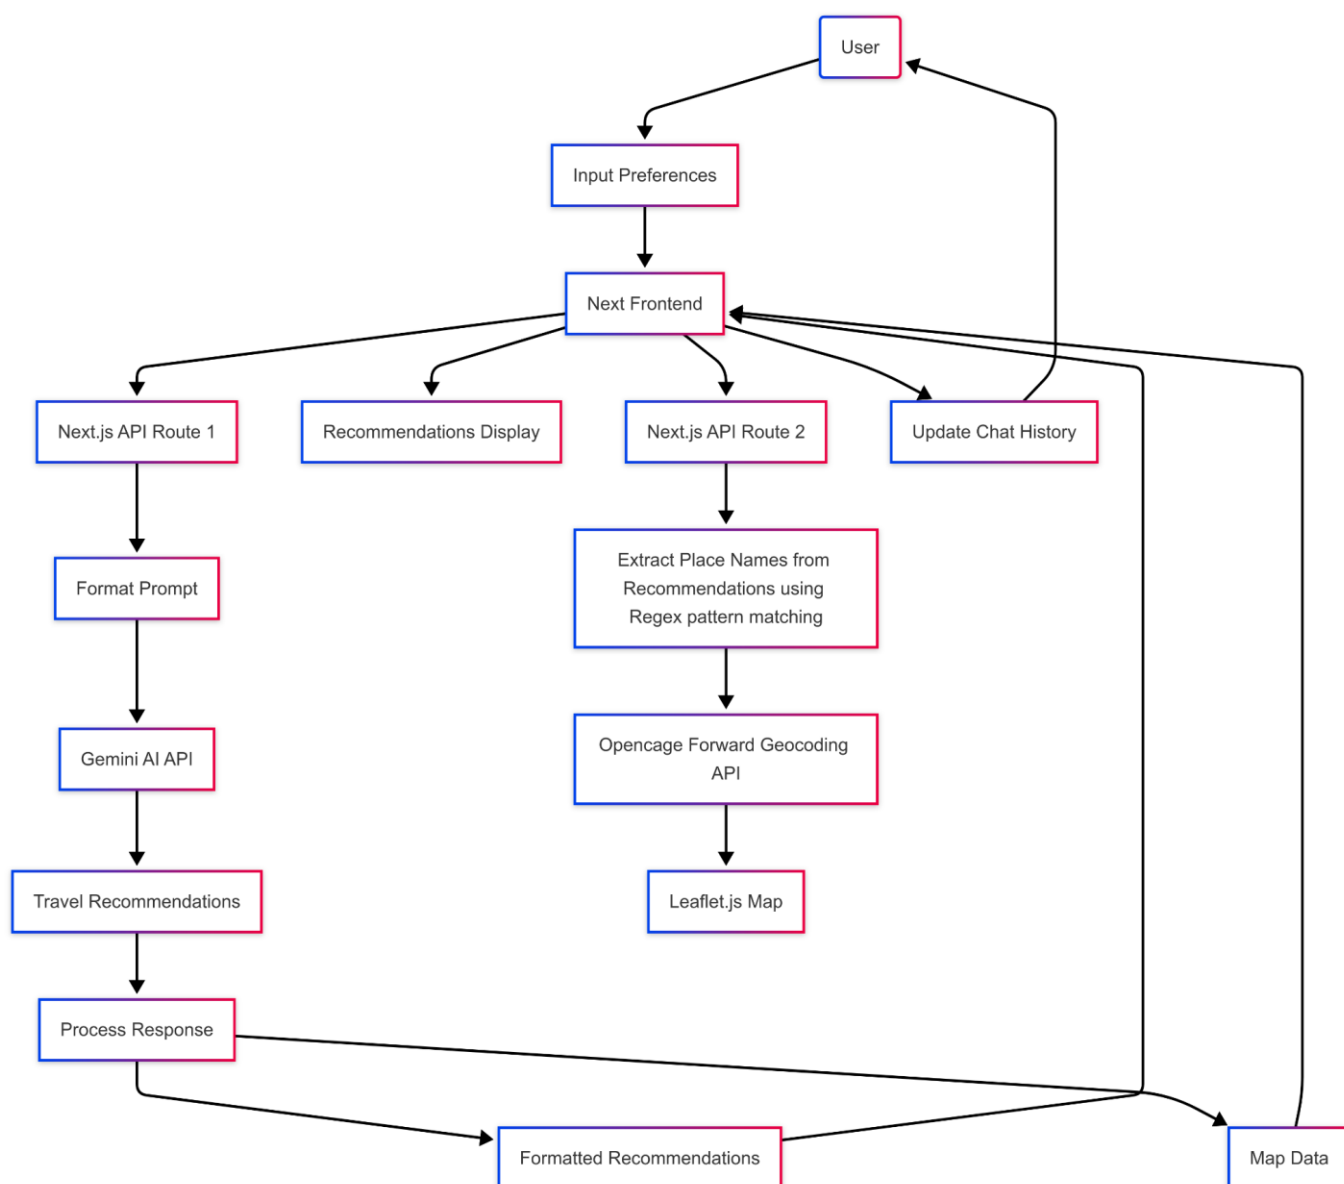 User
Input Preferences
Next Frontend
Next.js API Route 1
Recommendations Display
Next.js API Route 2
Update Chat History
Format Prompt
Extract Place Names from
Recommendations using
Regex pattern matching
Gemini AI API
Opencage Forward Geocoding
API
Travel Recommendations
Leaflet.js Map
Process Response
Formatted Recommendations
Map Data